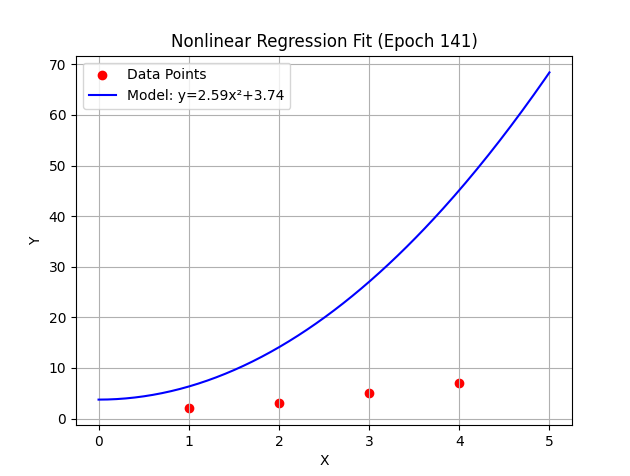 Nonlinear Regression Fit (Epoch 141)
Data Points
Model: y=2.59x²+3.74
70
60
50
40
30
20
10
0
Y
0 1 2 3 4 5
X